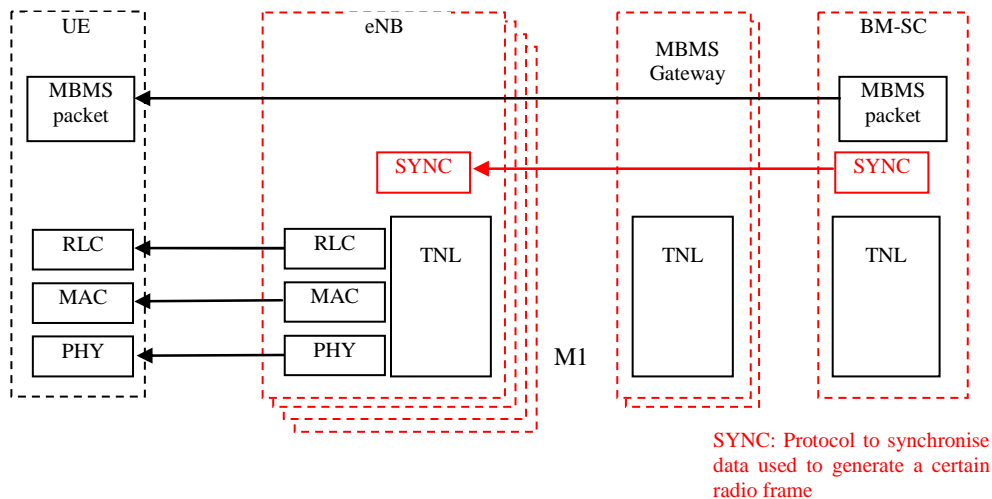 UE
eNB
MBMS
Gateway
BM-SC
MBMS
packet
MBMS
packet
SYNC
SYNC
RLC
RLC
TNL
TNL
TNL
MAC
MAC
PHY
PHY
M1
SYNC: Protocol to synchronise
data used to generate a certain
radio frame